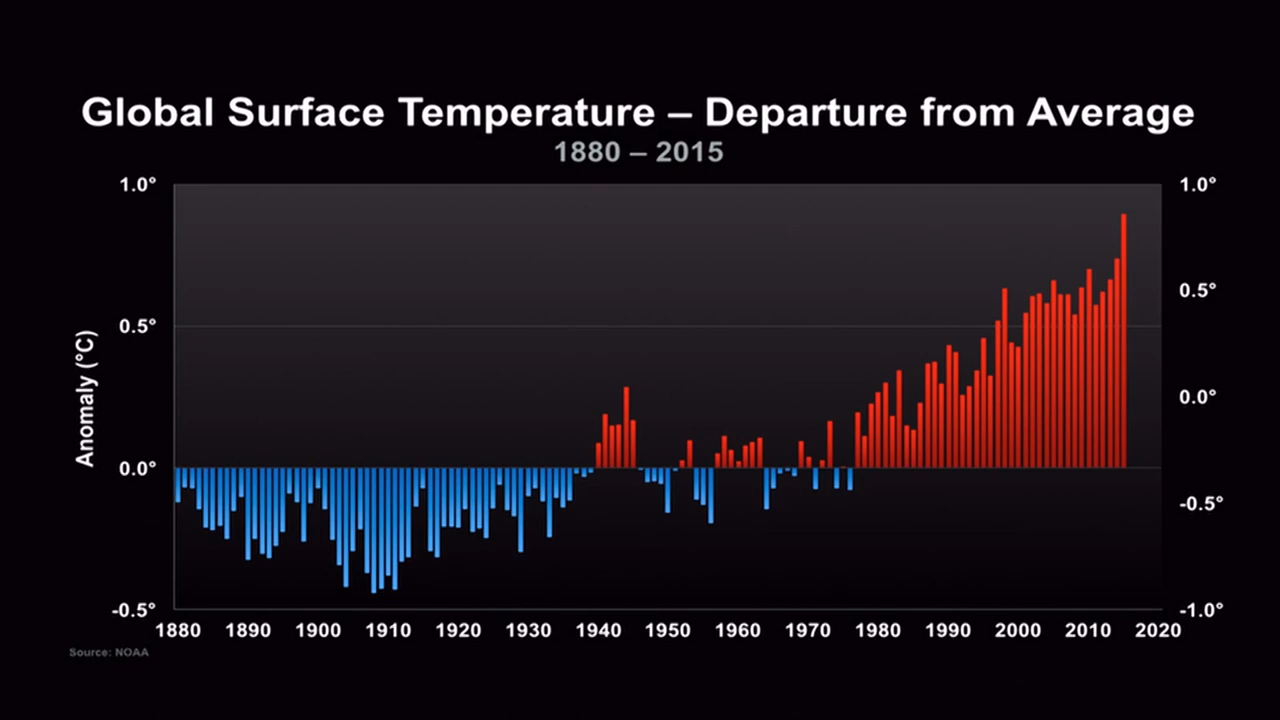 Global Surface Temperature – Departure from Average
1880 – 2015
1.0° 1.0°
0.5°
0.5°
0.0°
Anomaly (°C)
0.0°
-0.5°
-0.5° -1.0°
1880 1890 1900 1910 1920 1930 1940 1950 1960 1970 1980 1990 2000 2010 2020
Source: NOAA